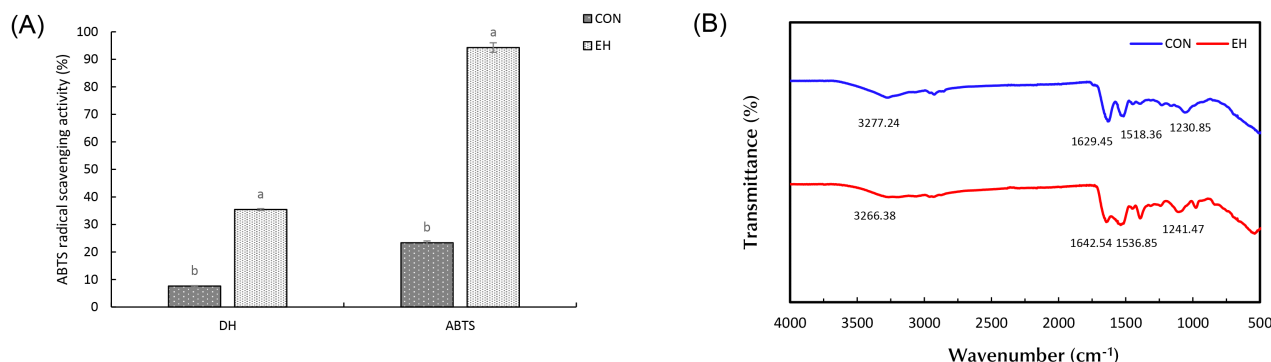 (A)
ABTS radical scavenging activity (%)
100
90
80
70
60
50
40
30
20
10
0
b
a
b
a
DH
ABTS
CON
EH
(B)
CON
EH
Transmittance (%)
3277.24
1629.45
1518.36
1230.85
3266.38
1642.54
1536.85
1241.47
4000
3500
3000
2500
2000
1500
1000
500
Wavenumber (cm⁻¹)